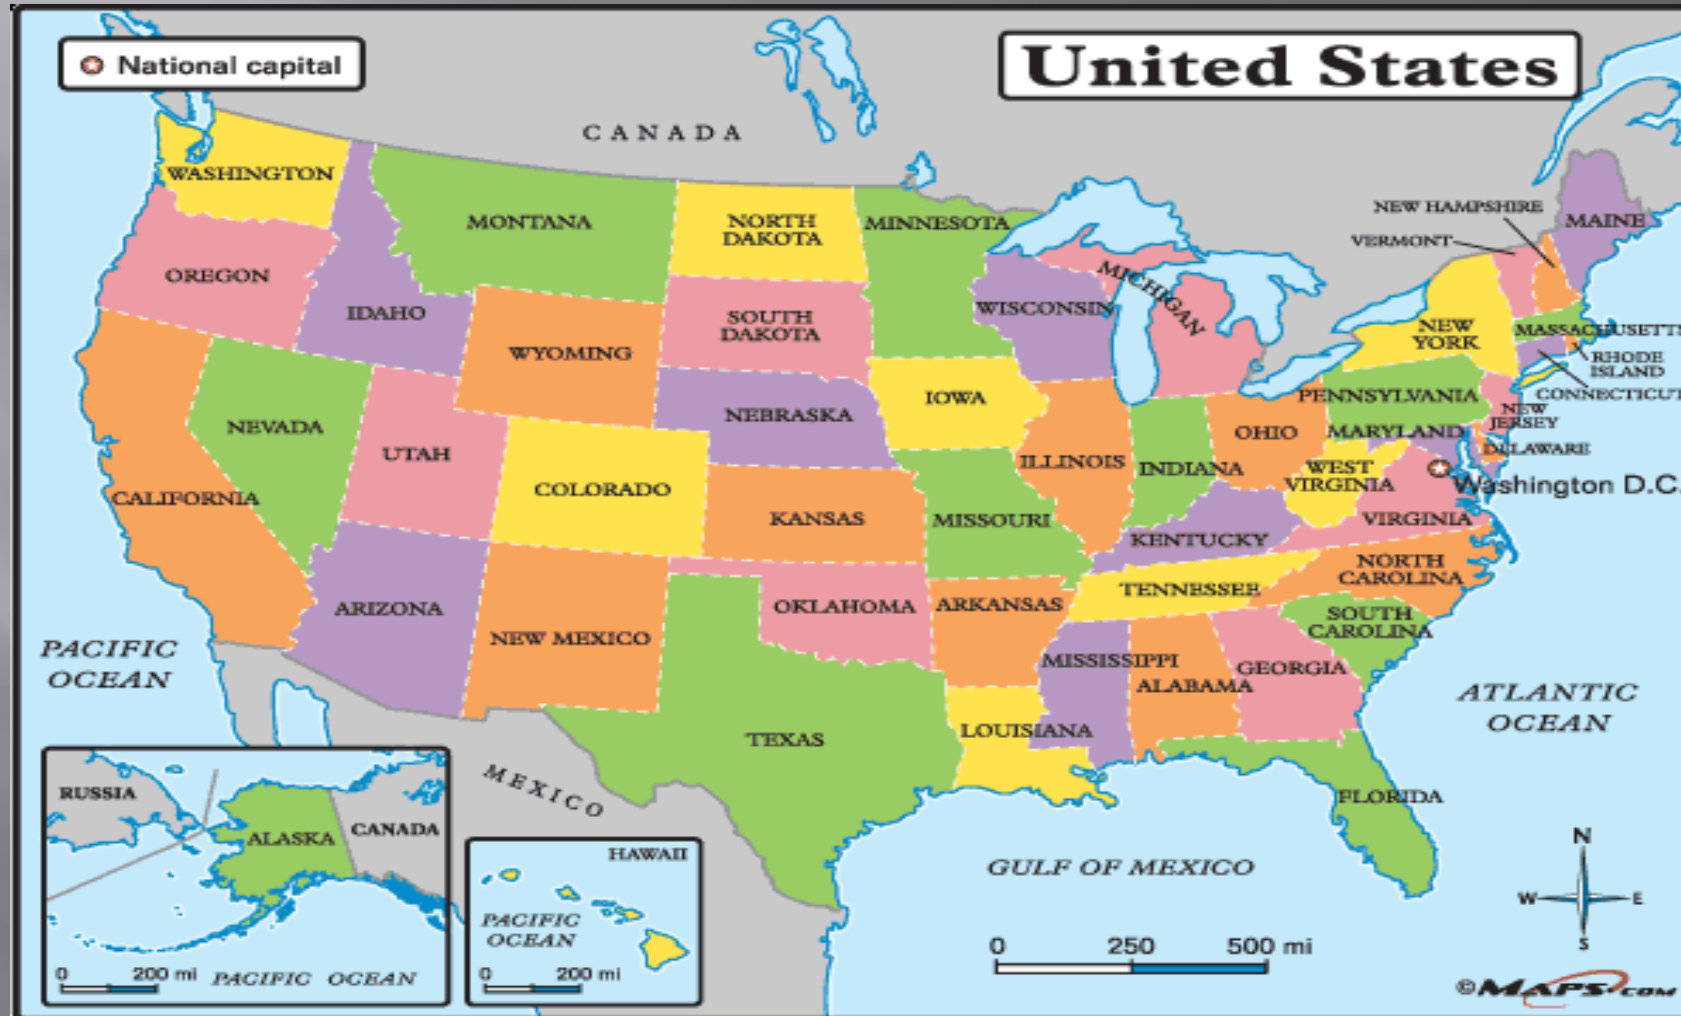 National capital
United States
CANADA
WASHINGTON
MONTANA
NORTH
DAKOTA
MINNESOTA
NEW HAMPSHIRE
VERMONT
MAINE
OREGON
IDAHO
WYOMING
SOUTH
DAKOTA
WISCONSIN
MICHIGAN
NEW
YORK
MASSACHUSETTS
RHODE
ISLAND
CONNECTICUT
NEVADA
UTAH
COLORADO
NEBRASKA
IOWA
ILLINOIS
INDIANA
OHIO
PENNSYLVANIA
NEW
JERSEY
MARYLAND
DELAWARE
WEST
VIRGINIA
Washington D.C.
VIRGINIA
CALIFORNIA
KANSAS
MISSOURI
KENTUCKY
NORTH
CAROLINA
TENNESSEE
ARIZONA
NEW MEXICO
OKLAHOMA
ARKANSAS
SOUTH
CAROLINA
MISSISSIPPI
ALABAMA
GEORGIA
PACIFIC
OCEAN
ATLANTIC
OCEAN
TEXAS
LOUISIANA
FLORIDA
MEXICO
GULF OF MEXICO
RUSSIA
ALASKA
CANADA
0 200 mi
PACIFIC OCEAN
HAWAII
PACIFIC
OCEAN
0 200 mi
0 250 500 mi
N
W E
S
©MAPS.COM